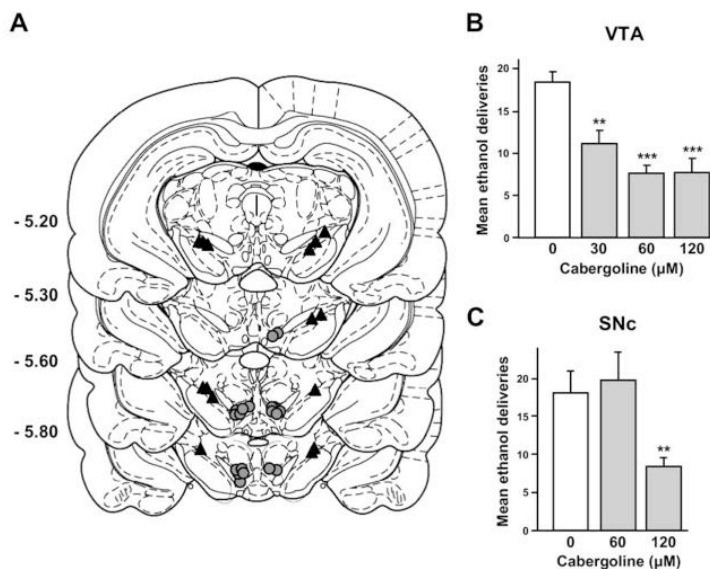 A
- 5.20
- 5.30
- 5.60
- 5.80
B
VTA
Mean ethanol deliveries
20
15
10
5
0
**
***
***
0 30 60 120
Cabergoline (µM)
C
SNc
Mean ethanol deliveries
20
15
10
5
0
**
0 60 120
Cabergoline (µM)